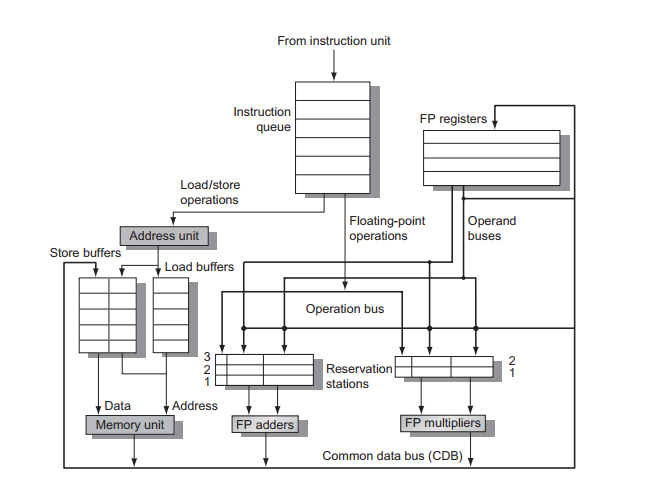 From instruction unit
Instruction
queue
FP registers
Load/store
operations
Floating-point
operations
Operand
buses
Address unit
Store buffers
Load buffers
Operation bus
3
2
1
Reservation
stations
2
1
Data
Address
Memory unit
FP adders
FP multipliers
Common data bus (CDB)